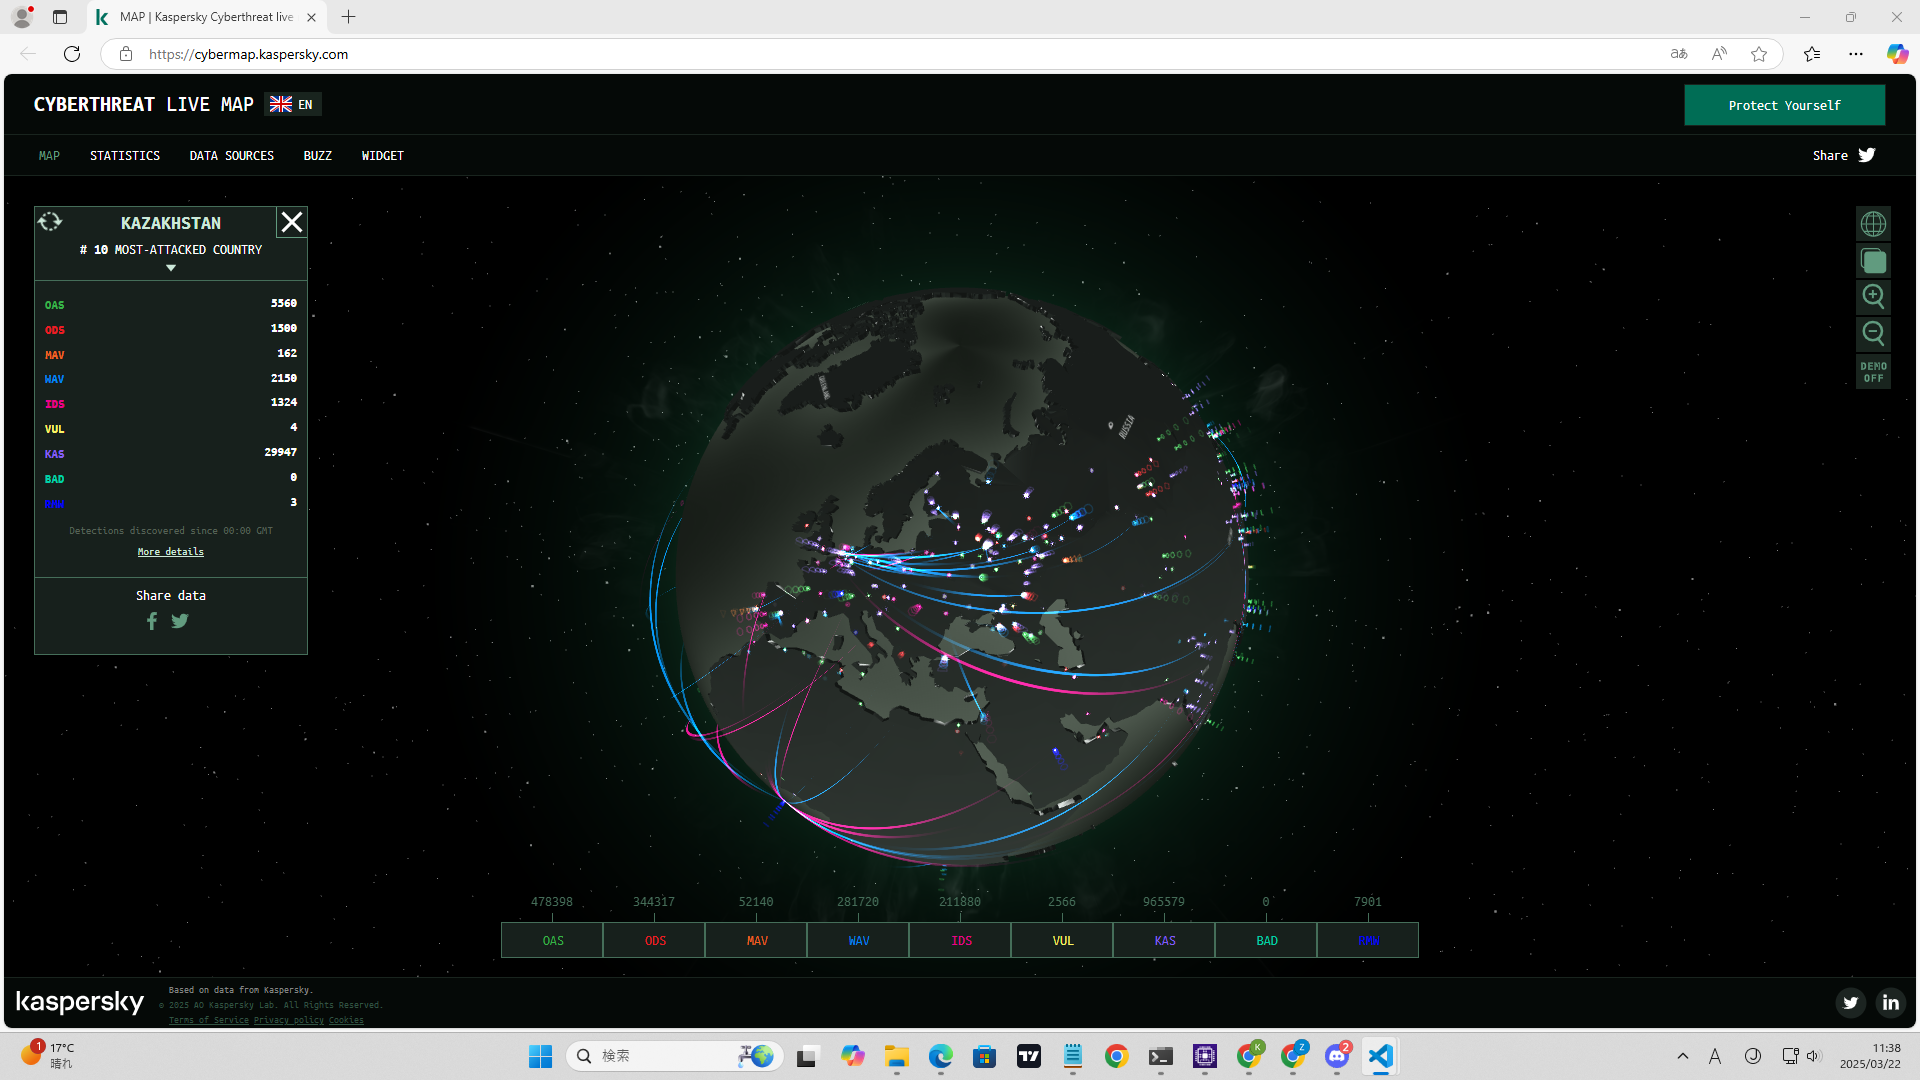 MAP | Kaspersky Cyberthreat live
https://cybermap.kaspersky.com
CYBERTHREAT LIVE MAP
EN
Protect Yourself
MAP
STATISTICS
DATA SOURCES
BUZZ
WIDGET
Share
KAZAKHSTAN
# 10 MOST-ATTACKED COUNTRY
OAS 5560
ODS 1500
MAV 162
WAV 2150
IDS 1324
VUL 4
KAS 29947
BAD 0
RMW 3
Detections discovered since 00:00 GMT
More details
Share data
DEMO
OFF
GREENLAND
RUSSIA
478398
344317
52140
281720
211880
2566
965579
0
7901
OAS
ODS
MAV
WAV
IDS
VUL
KAS
BAD
RMW
kaspersky
Based on data from Kaspersky.
© 2025 AO Kaspersky Lab. All Rights Reserved.
Terms of Service Privacy policy Cookies
1
17°C
晴れ
検索
K
Z
2
A
11:38
2025/03/22